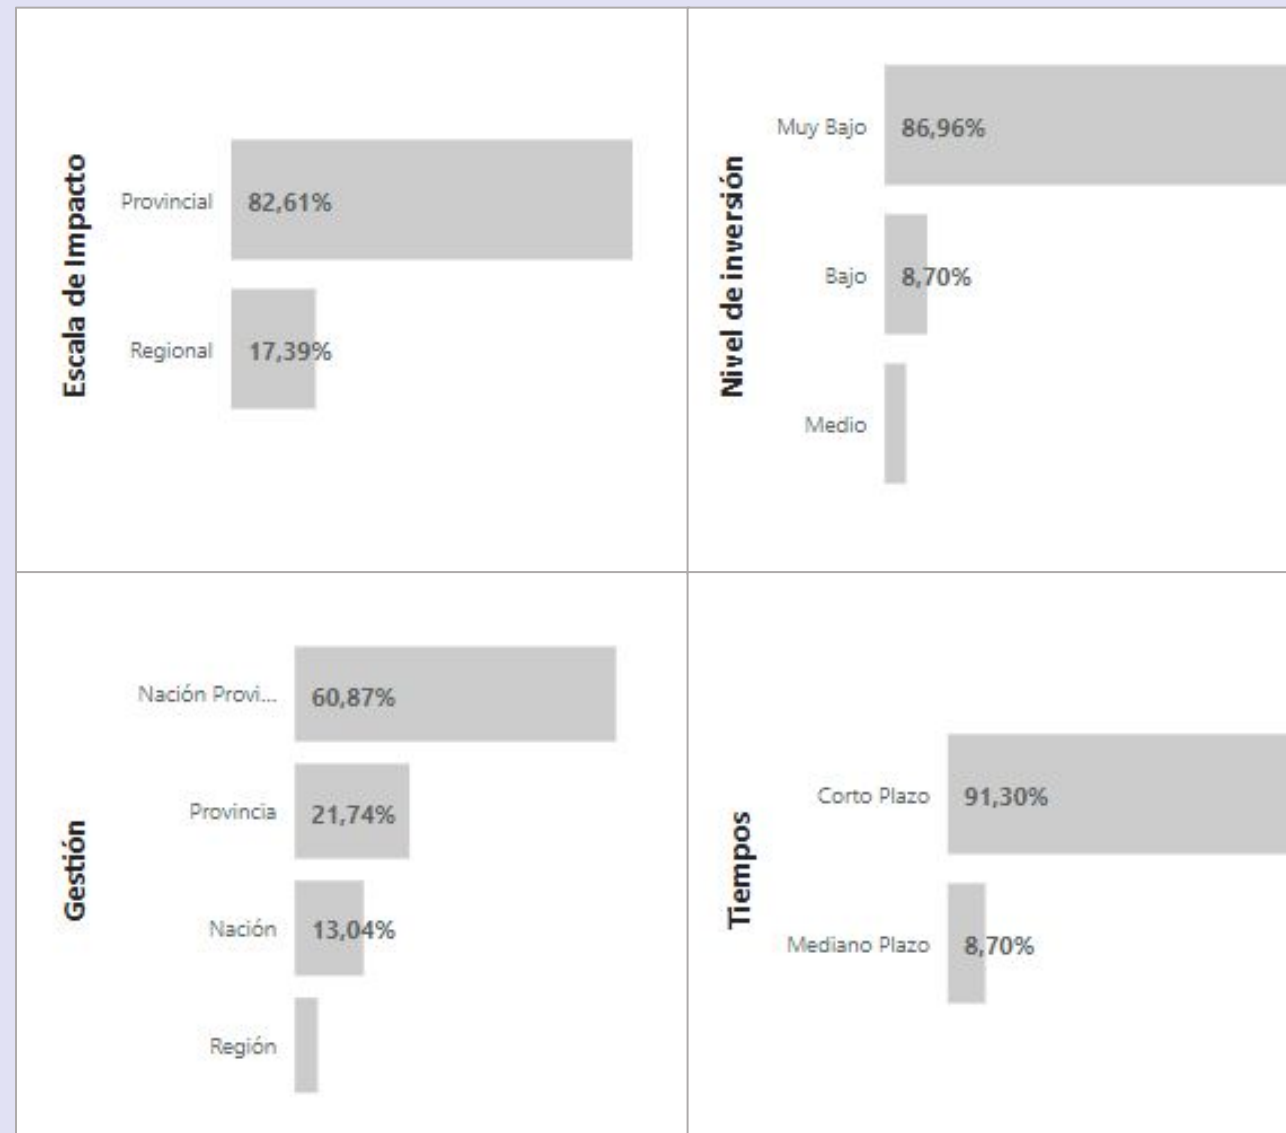 Escala de Impacto
Provincial 82,61%
Regional 17,39%
Nivel de inversión
Muy Bajo 86,96%
Bajo 8,70%
Medio
Gestión
Nación Provi... 60,87%
Provincia 21,74%
Nación 13,04%
Región
Tiempos
Corto Plazo 91,30%
Mediano Plazo 8,70%